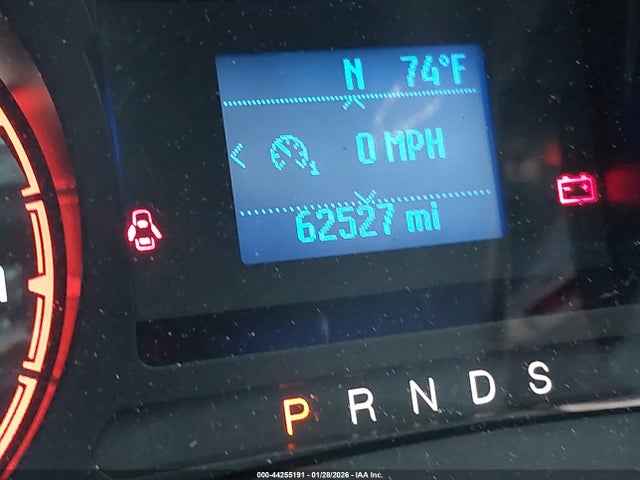 N 74°F
0 MPH
62527 mi
P R N D S
000-44255191 - 01/28/2026 - IAA Inc.